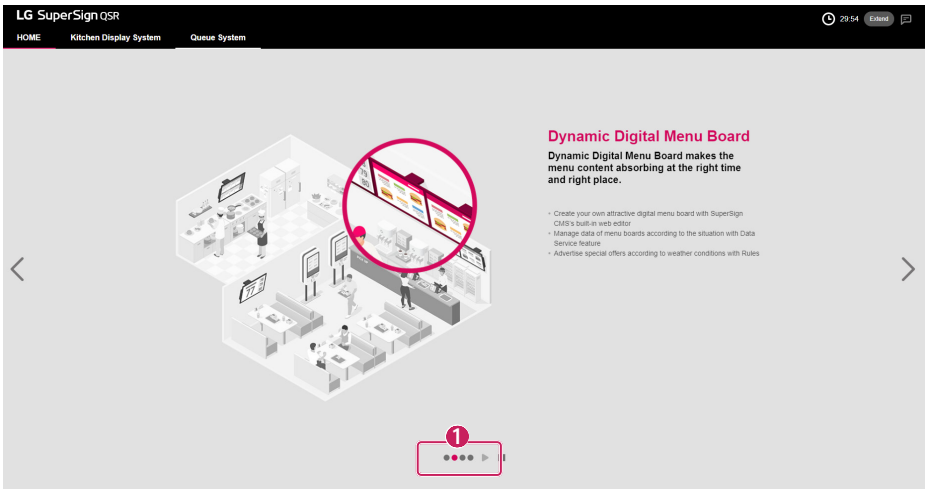 LG SuperSign QSR
29:54 Extend
HOME Kitchen Display System Queue System
Dynamic Digital Menu Board
Dynamic Digital Menu Board makes the
menu content absorbing at the right time
and right place.
Create your own attractive digital menu board with SuperSign
CMS's built-in web editor
Manage data of menu boards according to the situation with Data
Service feature
Advertise special offers according to weather conditions with Rules
77
1